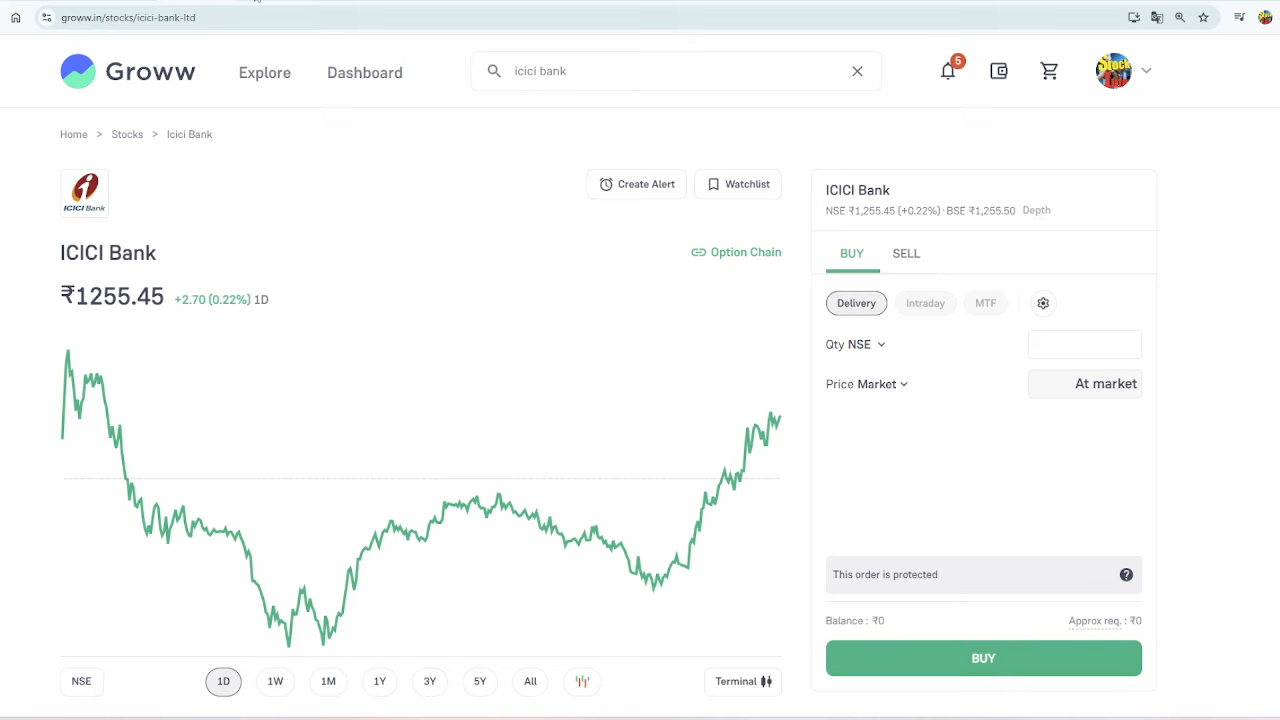 groww.in/stocks/icici-bank-ltd
Groww
Explore
Dashboard
icici bank
5
Home > Stocks > Icici Bank
ICICI Bank
Create Alert
Watchlist
ICICI Bank
Option Chain
₹1255.45 +2.70 (0.22%) 1D
NSE
1D
1W
1M
1Y
3Y
5Y
All
Terminal
ICICI Bank
NSE ₹1,255.45 (+0.22%) · BSE ₹1,255.50 Depth
BUY
SELL
Delivery
Intraday
MTF
Qty NSE
Price Market
At market
This order is protected
Balance : ₹0
Approx req. : ₹0
BUY